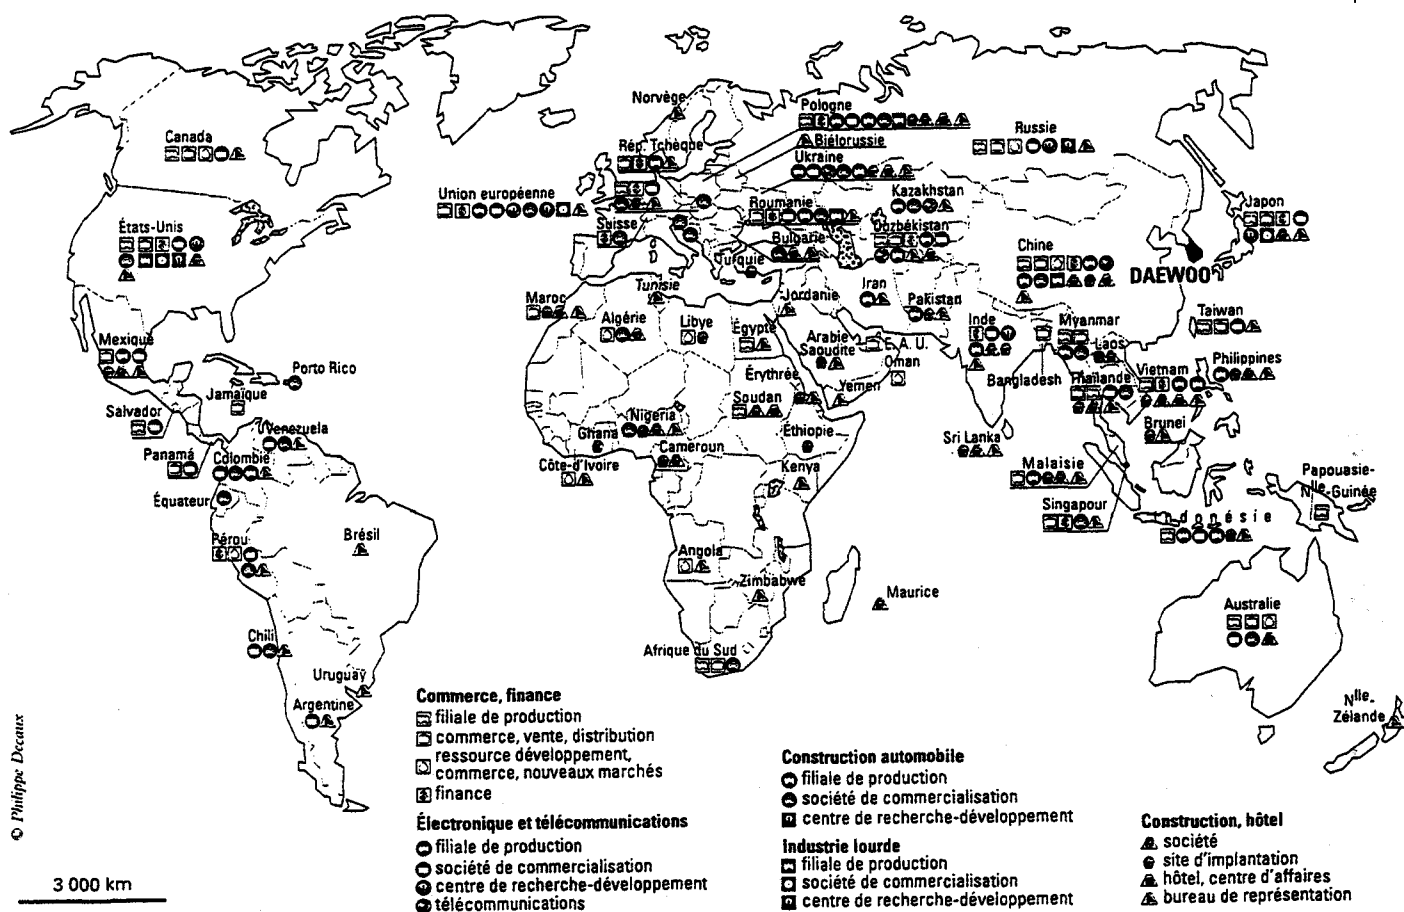 Norvège
Pologne
Canada
Rép. Tchèque
Biélorussie
Russie
Ukraine
Union européenne
Kazakhstan
États-Unis
Suisse
Roumanie
Japon
Bulgarie
Ouzbékistan
Chine
Turquie
DAEWOO
Maroc
Tunisie
Jordanie
Iran
Pakistan
Mexique
Algérie
Libye
Égypte
Arabie
Saoudite
E. A. U.
Oman
Inde
Myanmar
Laos
Taiwan
Porto Rico
Jamaïque
Érythrée
Yémen
Bangladesh
Thaïlande
Vietnam
Philippines
Salvador
Soudan
Venezuela
Nigeria
Ghana
Éthiopie
Brunei
Panamá
Colombie
Cameroun
Sri Lanka
Côte-d'Ivoire
Kenya
Malaisie
Papouasie-
Nlle-Guinée
Équateur
Singapour
Indonésie
Pérou
Brésil
Angola
Zimbabwe
Maurice
Australie
Chili
Afrique du Sud
Uruguay
Argentine
Nlle-
Zélande
Commerce, finance
filiale de production
commerce, vente, distribution
ressource développement,
commerce, nouveaux marchés
finance
Électronique et télécommunications
filiale de production
société de commercialisation
centre de recherche-développement
télécommunications
Construction automobile
filiale de production
société de commercialisation
centre de recherche-développement
Industrie lourde
filiale de production
société de commercialisation
centre de recherche-développement
Construction, hôtel
société
site d'implantation
hôtel, centre d'affaires
bureau de représentation
© Philippe Decaux
3 000 km